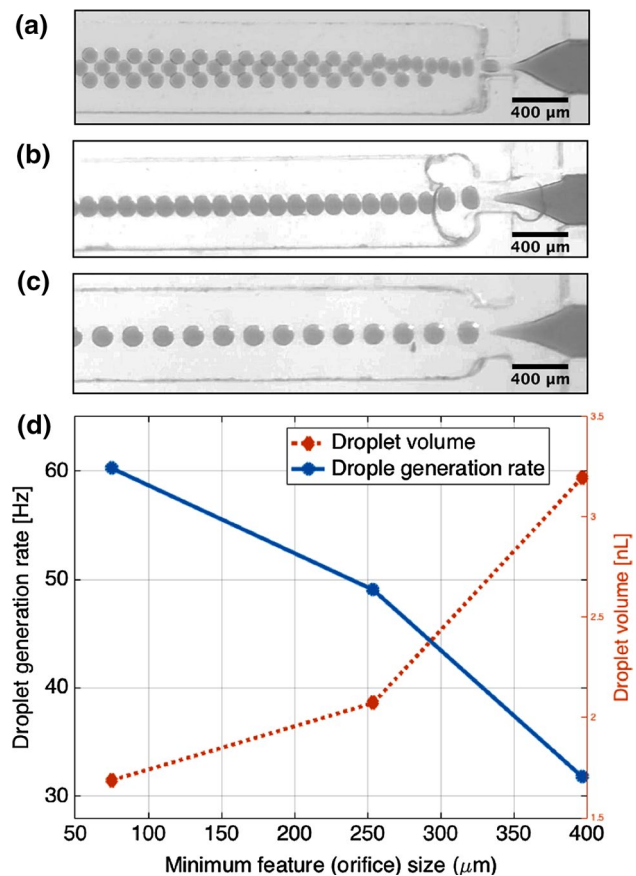 (a)
400 µm
(b)
400 µm
(c)
400 µm
(d)
Droplet volume
Drople generation rate
Droplet generation rate [Hz]
60
50
40
30
3.5
3
2.5
2
1.5
Droplet volume [nL]
50 100 150 200 250 300 350 400
Minimum feature (orifice) size (µm)